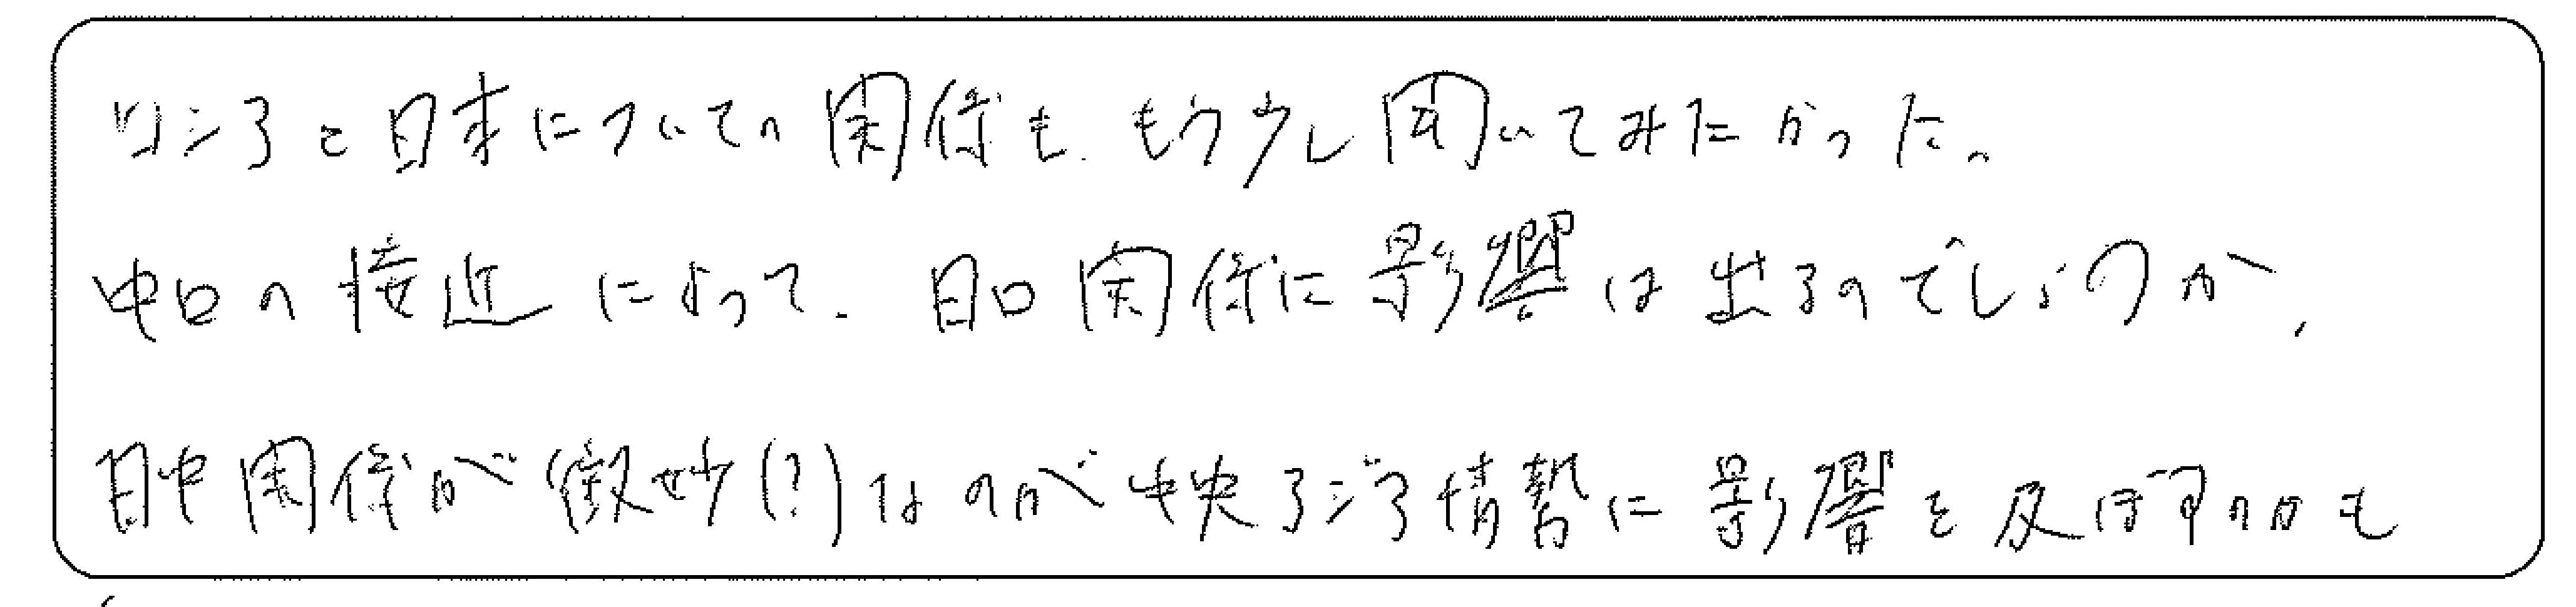 ロシアと日本についての関係も、もう少し聞いてみたかった。
中ロの接近によって、日ロ関係に影響は出るのでしょうか、
日中関係が微妙(?)なのが中央アジア情勢に影響を及ぼすのかも